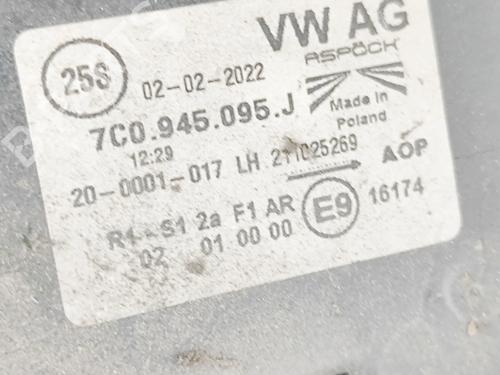 VW AG
ASPÖCK
25S
02-02-2022
Made in
Poland
7C0.945.095.J
12:29
20-0001-017 LH 211025269
AOP
R1-S1 2a F1 AR
02 01 00 00
E9
16174